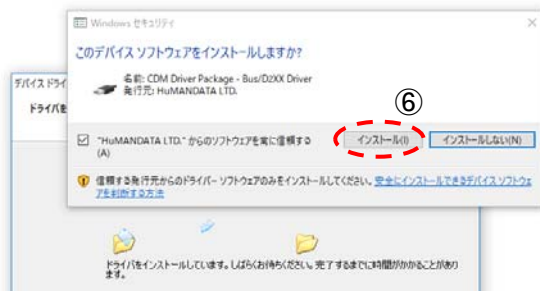 Windows セキュリティ
このデバイス ソフトウェアをインストールしますか?
名前: CDM Driver Package - Bus/D2XX Driver
発行元: HuMANDATA LTD.
デバイス ドライ
ドライバを
⑥
"HuMANDATA LTD." からのソフトウェアを常に信頼する
(A)
インストール(I)
インストールしない(N)
信頼する発行元からのドライバー ソフトウェアのみをインストールしてください。安全にインストールできるデバイス ソフトウェ
アを判断する方法
ドライバをインストールしています。しばらくお待ちください。完了するまでに時間がかかることがあり
ます。